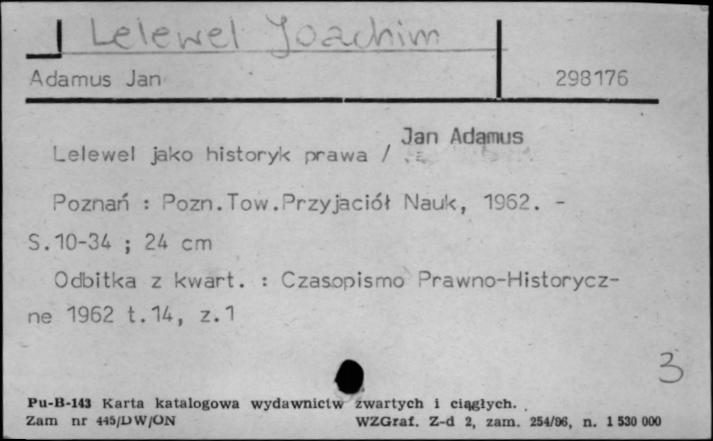 Lelewel Joachim
Adamus Jan 298176
Lelewel jako historyk prawa / Jan Adamus
Poznań : Pozn.Tow.Przyjaciół Nauk, 1962. -
S.10-34 ; 24 cm
Odbitka z kwart. : Czasopismo Prawno-Historycz-
ne 1962 t.14, z.1
3
Pu-B-143 Karta katalogowa wydawnictw zwartych i ciągłych.
Zam nr 445/DW/ON WZGraf. Z-d 2, zam. 254/86, n. 1 530 000